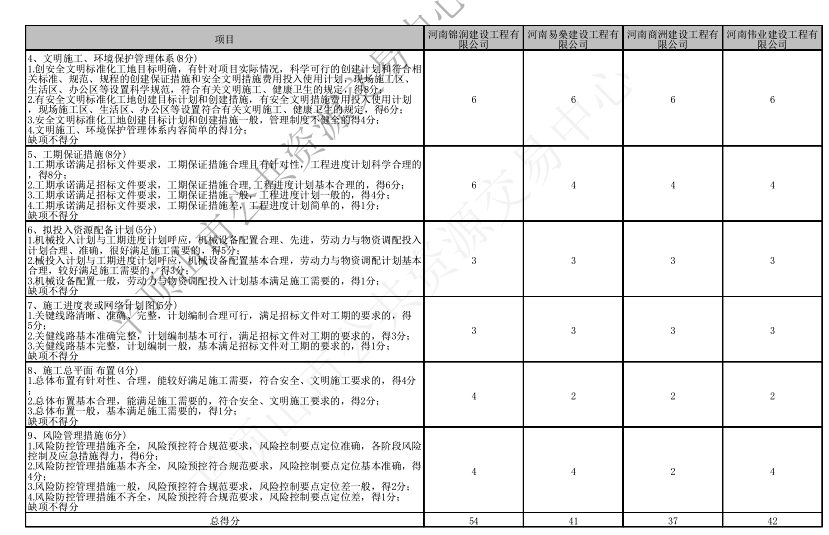 项目 河南锦润建设工程有限公司 河南易燊建设工程有限公司 河南商洲建设工程有限公司 河南伟业建设工程有限公司
4、文明施工、环境保护管理体系(8分)
1.创安全文明标准化工地目标明确，有针对项目实际情况，科学可行的创建计划和符合相
关标准、规范、规程的创建保证措施和安全文明措施费用投入使用计划，现场施工区、
生活区、办公区等设置科学规范，符合有关文明施工、健康卫生的规定，得8分；
2.有安全文明标准化工地创建目标计划和创建措施，有安全文明措施费用投入使用计划
，现场施工区、生活区、办公区等设置符合有关文明施工、健康卫生的规定，得6分；
3.安全文明标准化工地创建目标计划和创建措施一般，管理制度不健全的得4分；
4.文明施工、环境保护管理体系内容简单的得1分；
缺项不得分
6 6 6 6
5、工期保证措施(8分)
1.工期承诺满足招标文件要求，工期保证措施合理且有针对性，工程进度计划科学合理的
，得8分；
2.工期承诺满足招标文件要求，工期保证措施合理,工程进度计划基本合理的，得6分；
3.工期承诺满足招标文件要求，工期保证措施一般，工程进度计划一般的，得4分；
4.工期承诺满足招标文件要求，工期保证措施差，工程进度计划简单的，得1分；
缺项不得分
6 4 4 4
6、拟投入资源配备计划(5分)
1.机械投入计划与工期进度计划呼应，机械设备配置合理、先进，劳动力与物资调配投入
计划合理、准确，很好满足施工需要的，得5分；
2.械投入计划与工期进度计划呼应，机械设备配置基本合理，劳动力与物资调配计划基本
合理，较好满足施工需要的，得3分；
3.机械设备配置一般，劳动力与物资调配投入计划基本满足施工需要的，得1分；
缺项不得分
3 3 3 3
7、施工进度表或网络计划图(5分)
1.关键线路清晰、准确、完整，计划编制合理可行，满足招标文件对工期的要求的，得
5分；
2.关健线路基本准确完整，计划编制基本可行，满足招标文件对工期的要求的，得3分；
3.关健线路基本完整，计划编制一般，基本满足招标文件对工期的要求的，得1分；
缺项不得分
3 3 3 3
8、施工总平面 布置(4分)
1.总体布置有针对性、合理，能较好满足施工需要，符合安全、文明施工要求的，得4分
；
2.总体布置基本合理，能满足施工需要的，符合安全、文明施工要求的，得2分；
3.总体布置一般，基本满足施工需要的，得1分；
缺项不得分
4 2 2 2
9、风险管理措施(6分)
1.风险防控管理措施齐全，风险预控符合规范要求，风险控制要点定位准确，各阶段风险
控制及应急措施得力，得6分；
2.风险防控管理措施基本齐全，风险预控符合规范要求，风险控制要点定位基本准确，得
4分；
3.风险防控管理措施一般，风险预控符合规范要求，风险控制要点定位差一般，得2分；
4.风险防控管理措施不齐全，风险预控符合规范要求，风险控制要点定位差，得1分；
缺项不得分
4 4 2 4
总得分 54 41 37 42
平顶山市公共资源交易中心
平顶山市公共资源交易中心